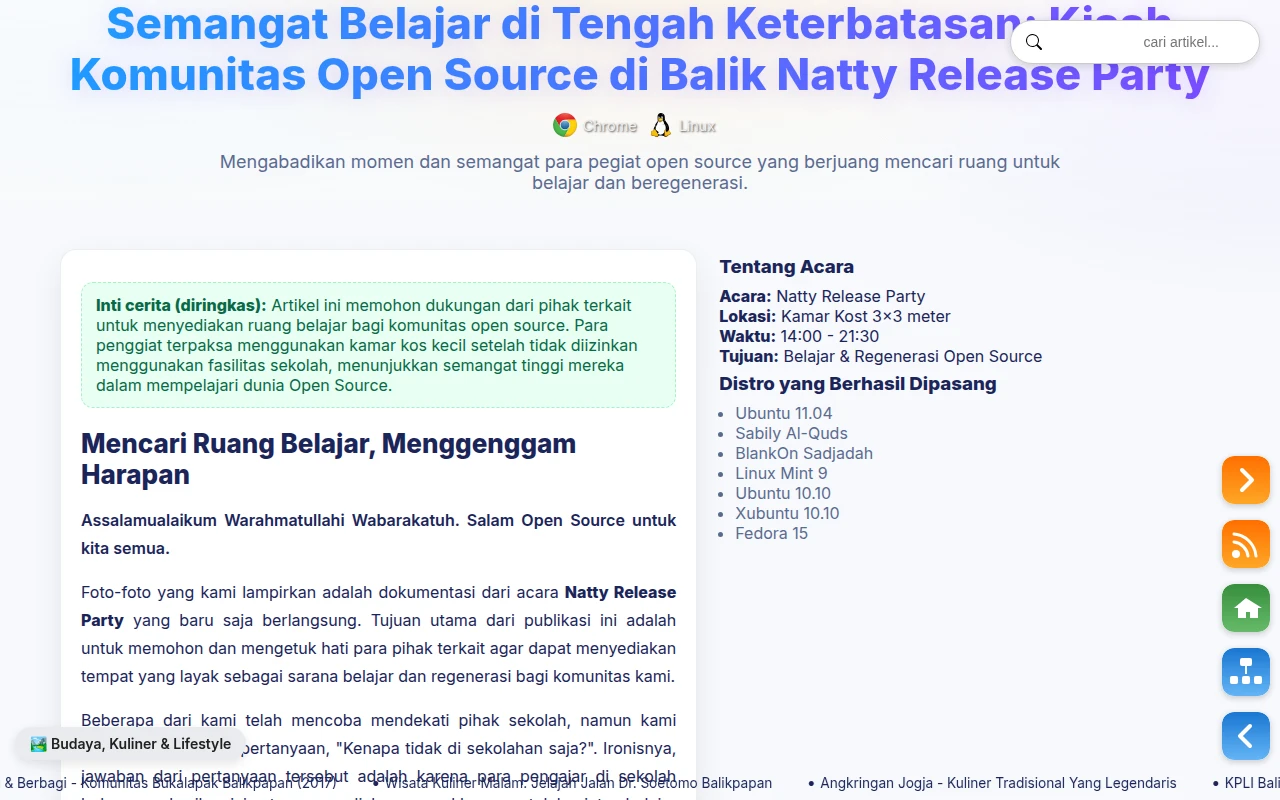 Semangat Belajar di Tengah Keterbatasan: Kisah
Komunitas Open Source di Balik Natty Release Party
cari artikel...
Chrome Linux
Mengabadikan momen dan semangat para pegiat open source yang berjuang mencari ruang untuk
belajar dan beregenerasi.
Inti cerita (diringkas): Artikel ini memohon dukungan dari pihak terkait
untuk menyediakan ruang belajar bagi komunitas open source. Para
penggiat terpaksa menggunakan kamar kos kecil setelah tidak diizinkan
menggunakan fasilitas sekolah, menunjukkan semangat tinggi mereka
dalam mempelajari dunia Open Source.
Mencari Ruang Belajar, Menggenggam
Harapan
Assalamualaikum Warahmatullahi Wabarakatuh. Salam Open Source untuk
kita semua.
Foto-foto yang kami lampirkan adalah dokumentasi dari acara Natty Release
Party yang baru saja berlangsung. Tujuan utama dari publikasi ini adalah
untuk memohon dan mengetuk hati para pihak terkait agar dapat menyediakan
tempat yang layak sebagai sarana belajar dan regenerasi bagi komunitas kami.
Beberapa dari kami telah mencoba mendekati pihak sekolah, namun kami
pertanyaan, "Kenapa tidak di sekolahan saja?". Ironisnya,
jawaban dari pertanyaan tersebut adalah karena para pengajar di sekolah
Tentang Acara
Acara: Natty Release Party
Lokasi: Kamar Kost 3×3 meter
Waktu: 14:00 - 21:30
Tujuan: Belajar & Regenerasi Open Source
Distro yang Berhasil Dipasang
Ubuntu 11.04
Sabily Al-Quds
BlankOn Sadjadah
Linux Mint 9
Ubuntu 10.10
Xubuntu 10.10
Fedora 15
🏞️ Budaya, Kuliner & Lifestyle
& Berbagi - Komunitas Bukalapak Balikpapan (2017) • Wisata Kuliner Malam: Jelajah Jalan Dr. Soetomo Balikpapan • Angkringan Jogja - Kuliner Tradisional Yang Legendaris • KPLI Bali